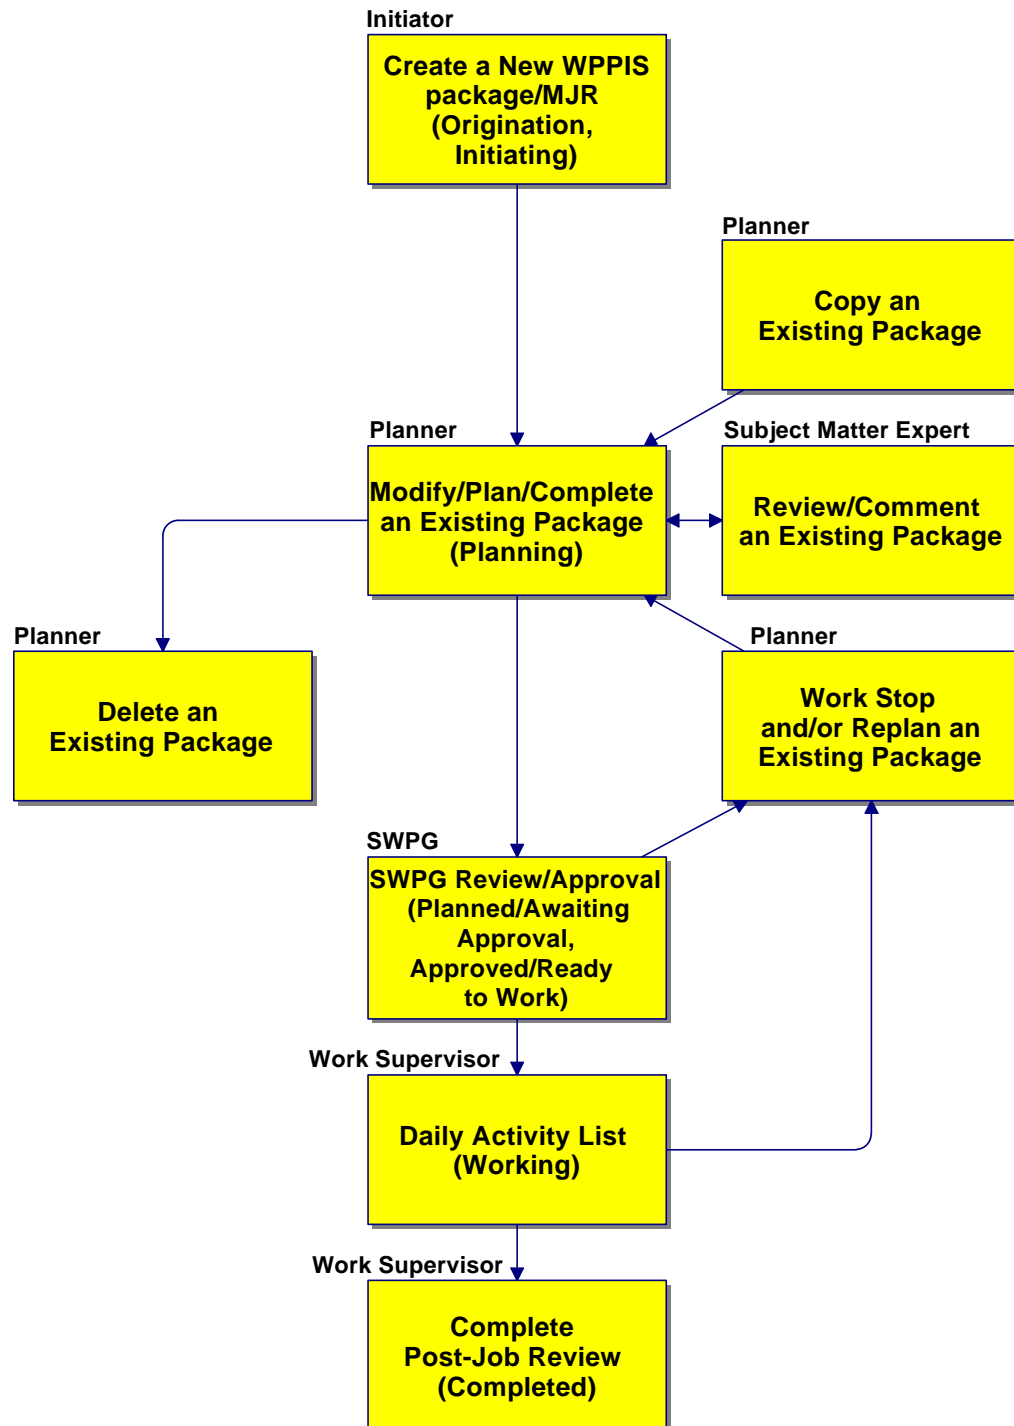 Initiator
Create a New WPPIS
package/MJR
(Origination,
Initiating)
Planner
Copy an
Existing Package
Planner
Modify/Plan/Complete
an Existing Package
(Planning)
Subject Matter Expert
Review/Comment
an Existing Package
Planner
Delete an
Existing Package
Planner
Work Stop
and/or Replan an
Existing Package
SWPG
SWPG Review/Approval
(Planned/Awaiting
Approval,
Approved/Ready
to Work)
Work Supervisor
Daily Activity List
(Working)
Work Supervisor
Complete
Post-Job Review
(Completed)